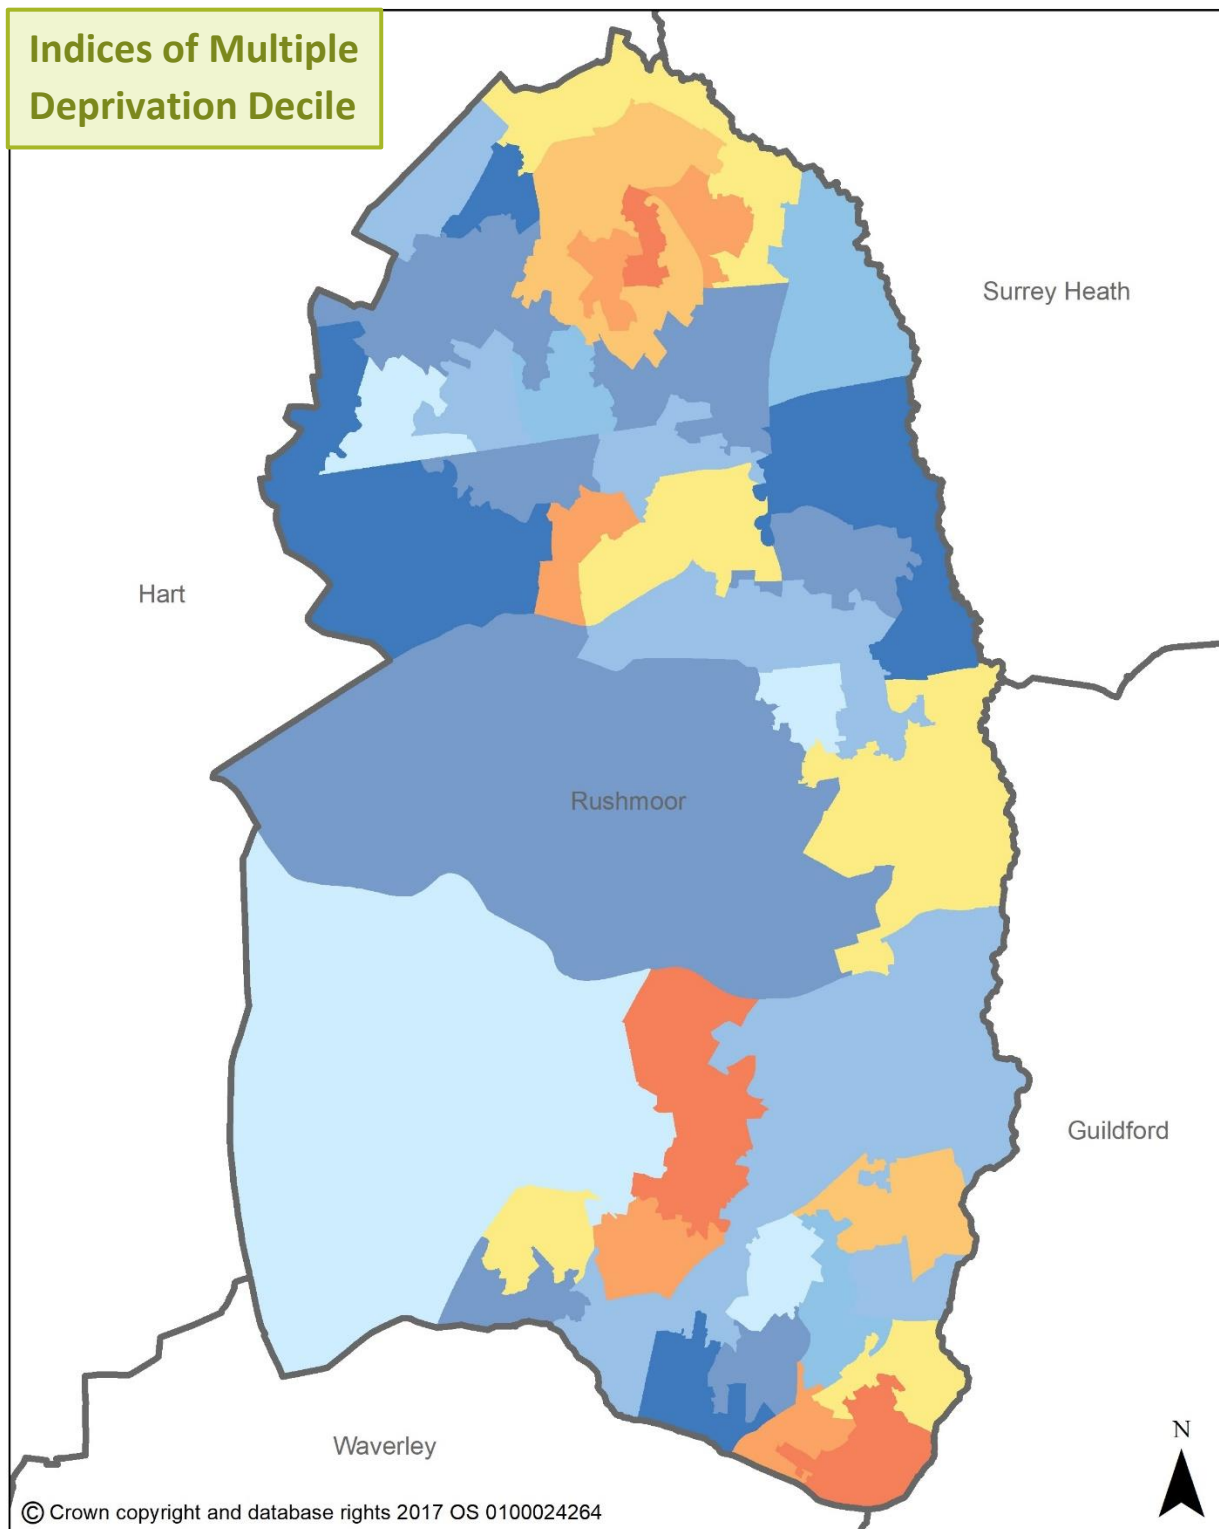 Indices of Multiple
Deprivation Decile
Surrey Heath
Hart
Rushmoor
Guildford
Waverley
N
© Crown copyright and database rights 2017 OS 0100024264